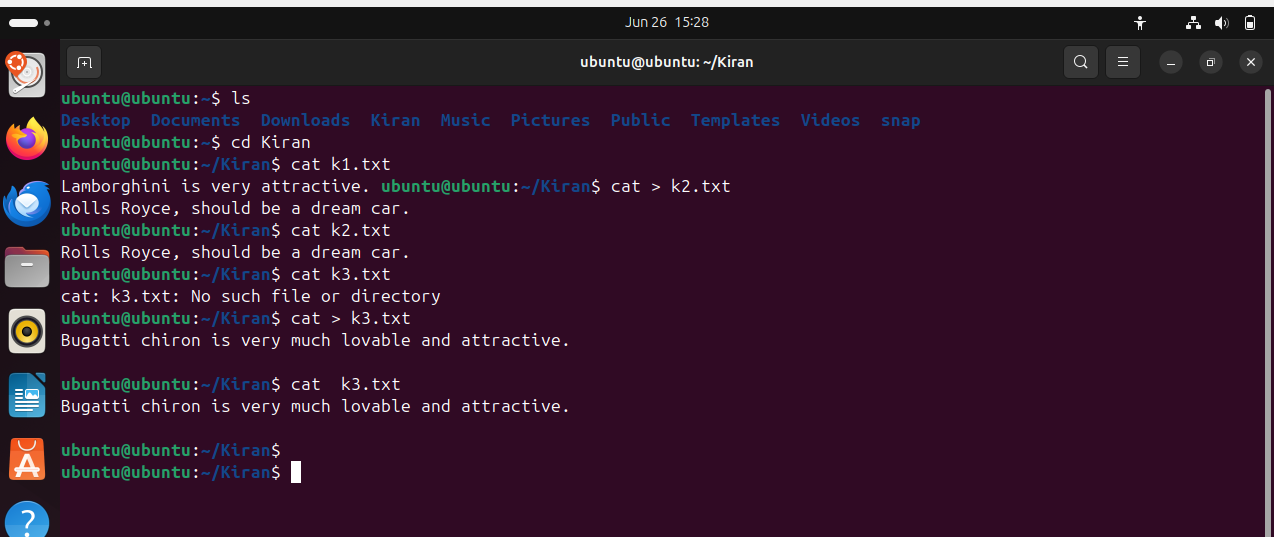 Jun 26 15:28
ubuntu@ubuntu: ~/Kiran
ubuntu@ubuntu:~$ ls
Desktop  Documents  Downloads  Kiran  Music  Pictures  Public  Templates  Videos  snap
ubuntu@ubuntu:~$ cd Kiran
ubuntu@ubuntu:~/Kiran$ cat k1.txt
Lamborghini is very attractive. ubuntu@ubuntu:~/Kiran$ cat > k2.txt
Rolls Royce, should be a dream car.
ubuntu@ubuntu:~/Kiran$ cat k2.txt
Rolls Royce, should be a dream car.
ubuntu@ubuntu:~/Kiran$ cat k3.txt
cat: k3.txt: No such file or directory
ubuntu@ubuntu:~/Kiran$ cat > k3.txt
Bugatti chiron is very much lovable and attractive.
ubuntu@ubuntu:~/Kiran$ cat  k3.txt
Bugatti chiron is very much lovable and attractive.
ubuntu@ubuntu:~/Kiran$
ubuntu@ubuntu:~/Kiran$